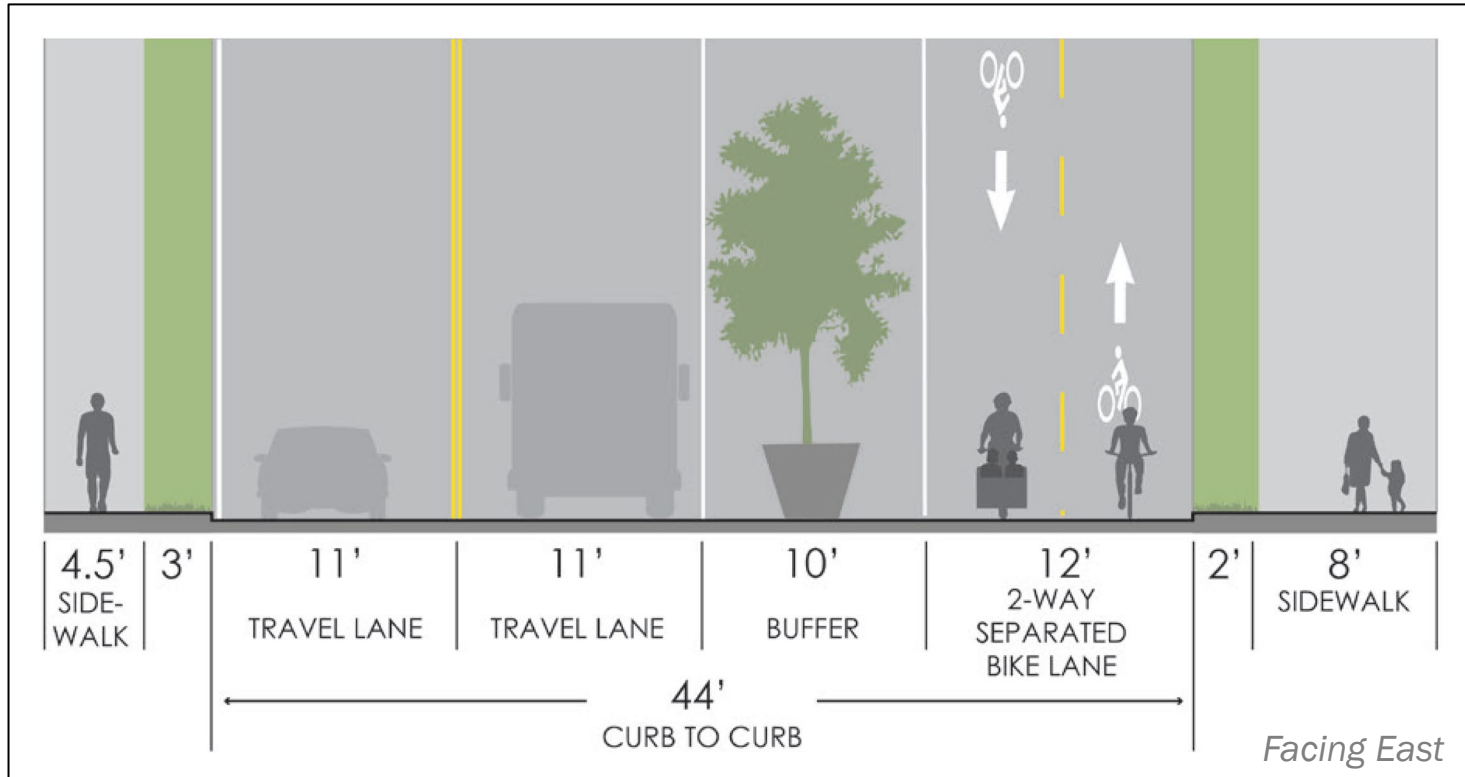 4.5’ 3’ 11’ 11’ 10’ 12’ 2’ 8’
SIDE-
WALK
TRAVEL LANE
TRAVEL LANE
BUFFER
2-WAY
SEPARATED
BIKE LANE
SIDEWALK
44’
CURB TO CURB
Facing East